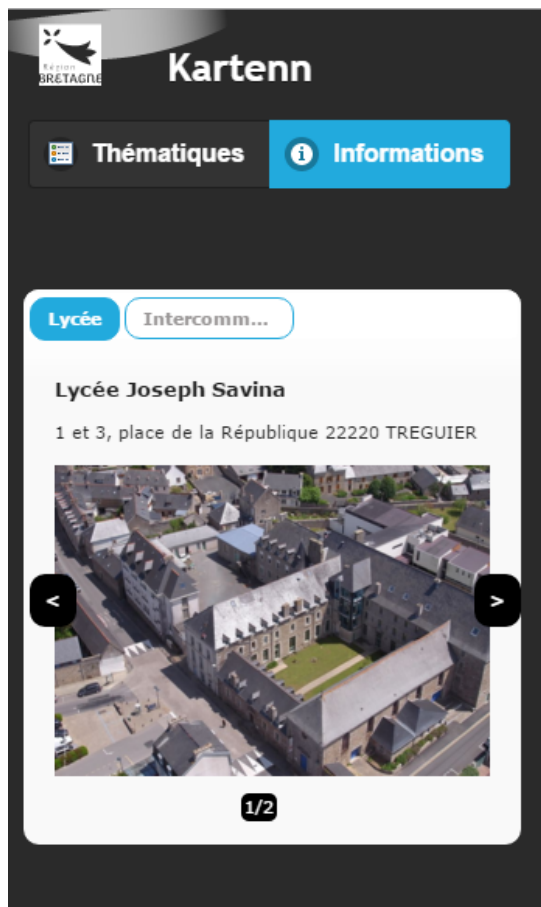 Région
BRETAGNE
Kartenn
Thématiques
Informations
Lycée
Intercomm...
Lycée Joseph Savina
1 et 3, place de la République 22220 TREGUIER
<
>
1/2